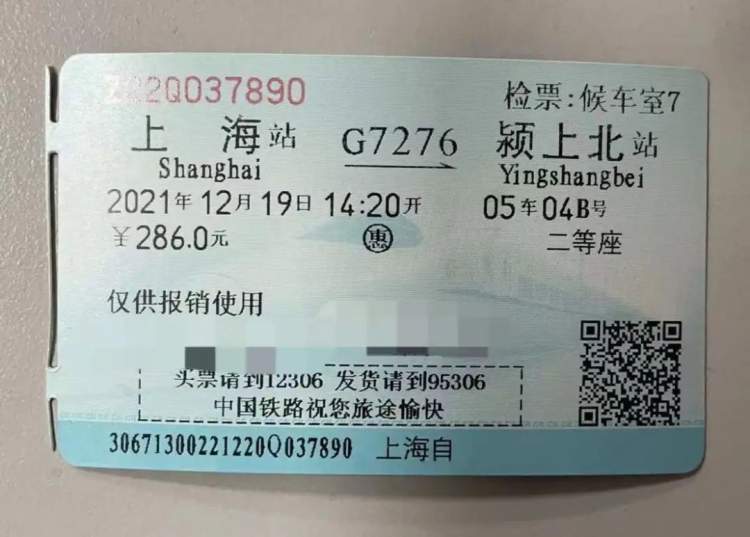 Q037890 检票:候车室7
上海站 G7276 颍上北站
Shanghai Yingshangbei
2021年12月19日14:20开 05车04B号
￥286.0元 惠 二等座
仅供报销使用
买票请到12306 发货请到95306
中国铁路祝您旅途愉快
30671300221220Q037890 上海自